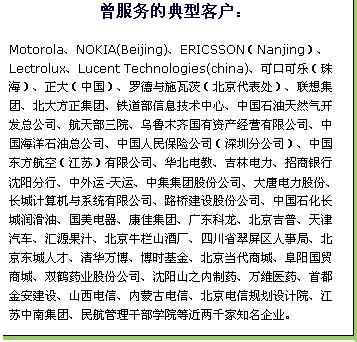 曾服务的典型客户：
Motorola、NOKIA(Beijing)、ERICSSON（Nanjing）、
Lectrolux、Lucent Technologies(china)、可口可乐（珠
海）、正大（中国）、罗德与施瓦茨（北京代表处）、联想集
团、北大方正集团、铁道部信息技术中心、中国石油天然气开
发总公司、航天部三院、乌鲁木齐国有资产经营有限公司、中
国海洋石油总公司、中国人民保险公司（深圳分公司）、中国
东方航空（江苏）有限公司、华北电教、吉林电力、招商银行
沈阳分行、中外运-天运、中集集团股份公司、大唐电力股份、
长城计算机与系统有限公司、路桥建设股份公司、中国石化长
城润滑油、国美电器、康佳集团、广东科龙、北京吉普、天津
汽车、汇源果汁、北京牛栏山酒厂、四川省翠屏区人事局、北
京东城人才、清华万博、博时基金、北京当代商城、阜阳国贸
商城、双鹤药业股份公司、沈阳山之内制药、万维医药、首都
金安建设、山西电信、内蒙古电信、北京电信规划设计院、江
苏中南集团、民航管理干部学院等近两千家知名企业。